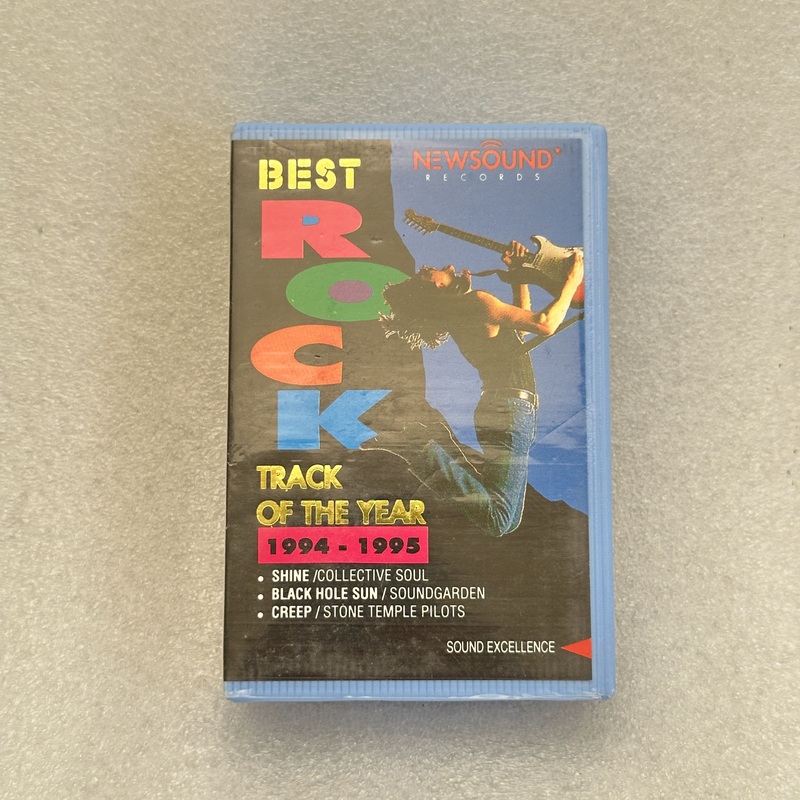 BEST
NEWSOUND
RECORDS
ROCK
TRACK
OF THE YEAR
1994 - 1995
• SHINE / COLLECTIVE SOUL
• BLACK HOLE SUN / SOUNDGARDEN
• CREEP / STONE TEMPLE PILOTS
SOUND EXCELLENCE